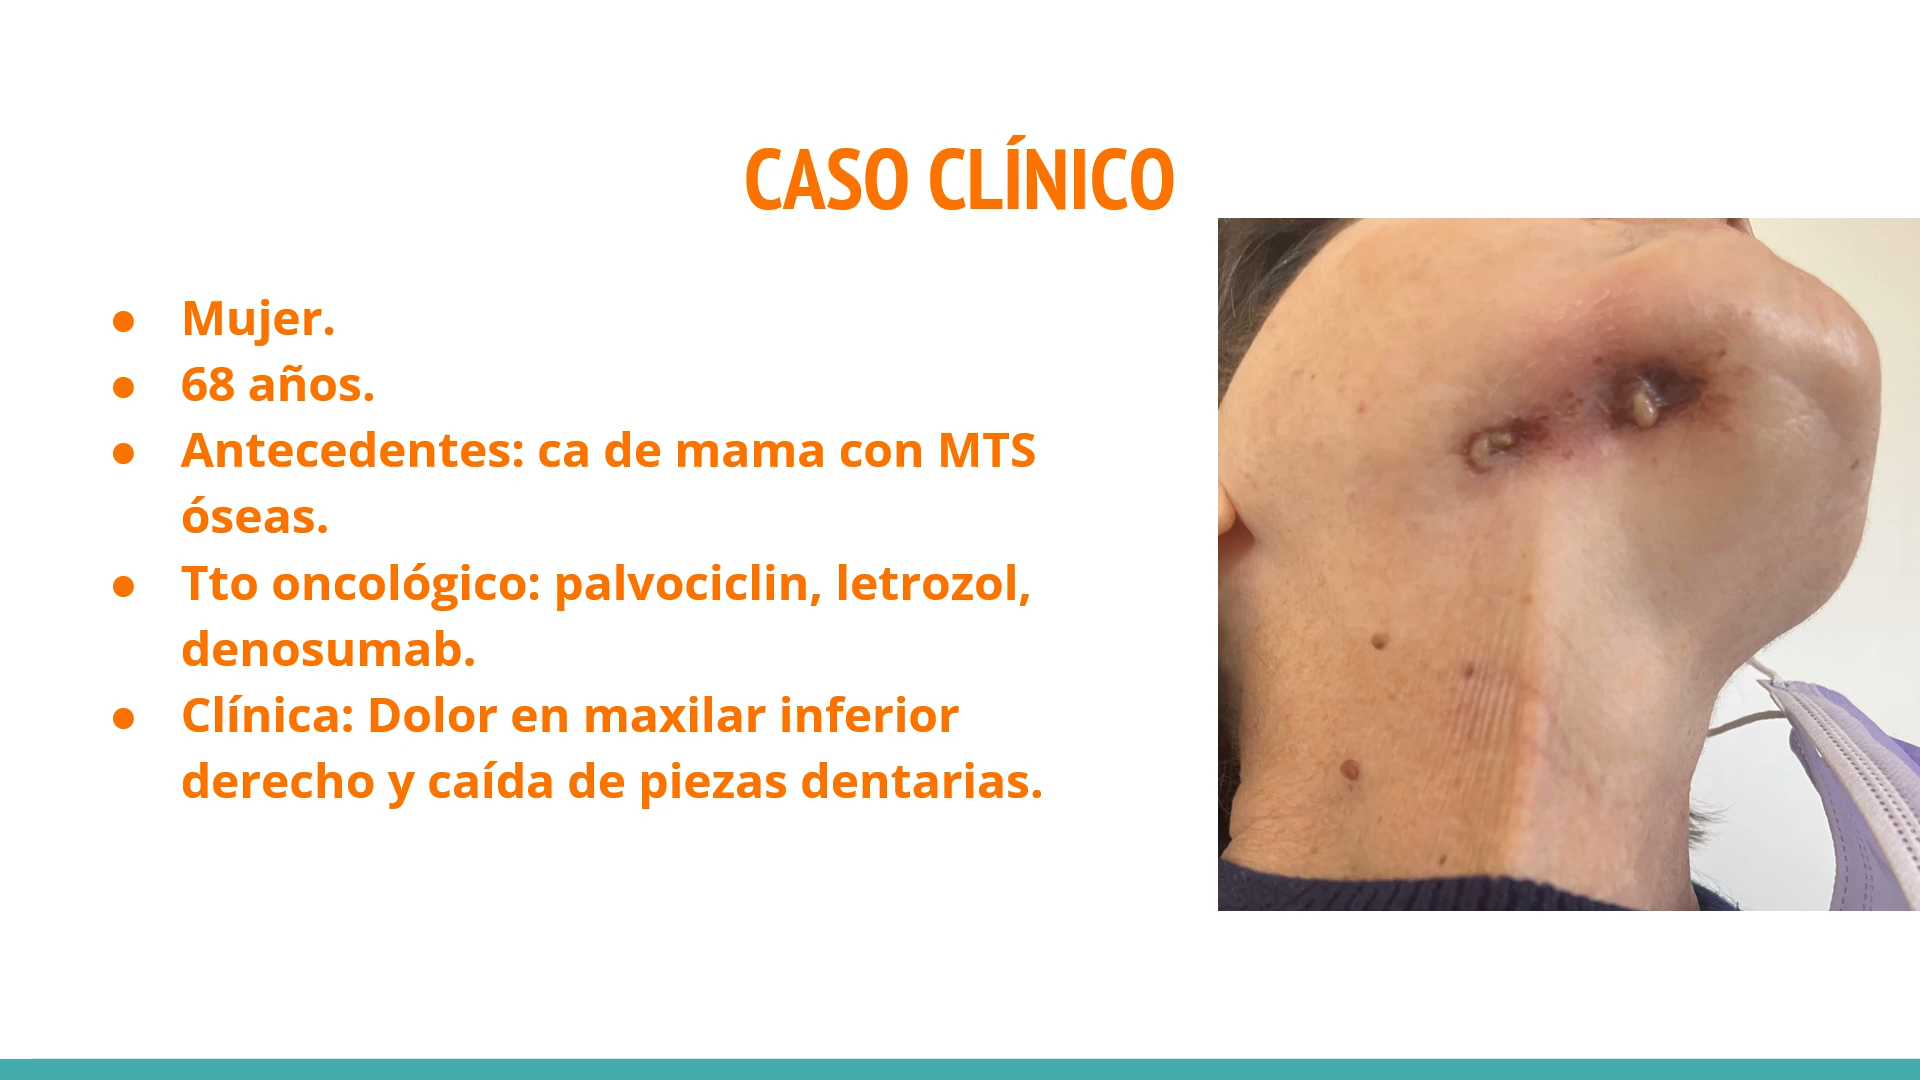 CASO CLÍNICO
● Mujer.
● 68 años.
● Antecedentes: ca de mama con MTS
óseas.
● Tto oncológico: palvociclin, letrozol,
denosumab.
● Clínica: Dolor en maxilar inferior
derecho y caída de piezas dentarias.